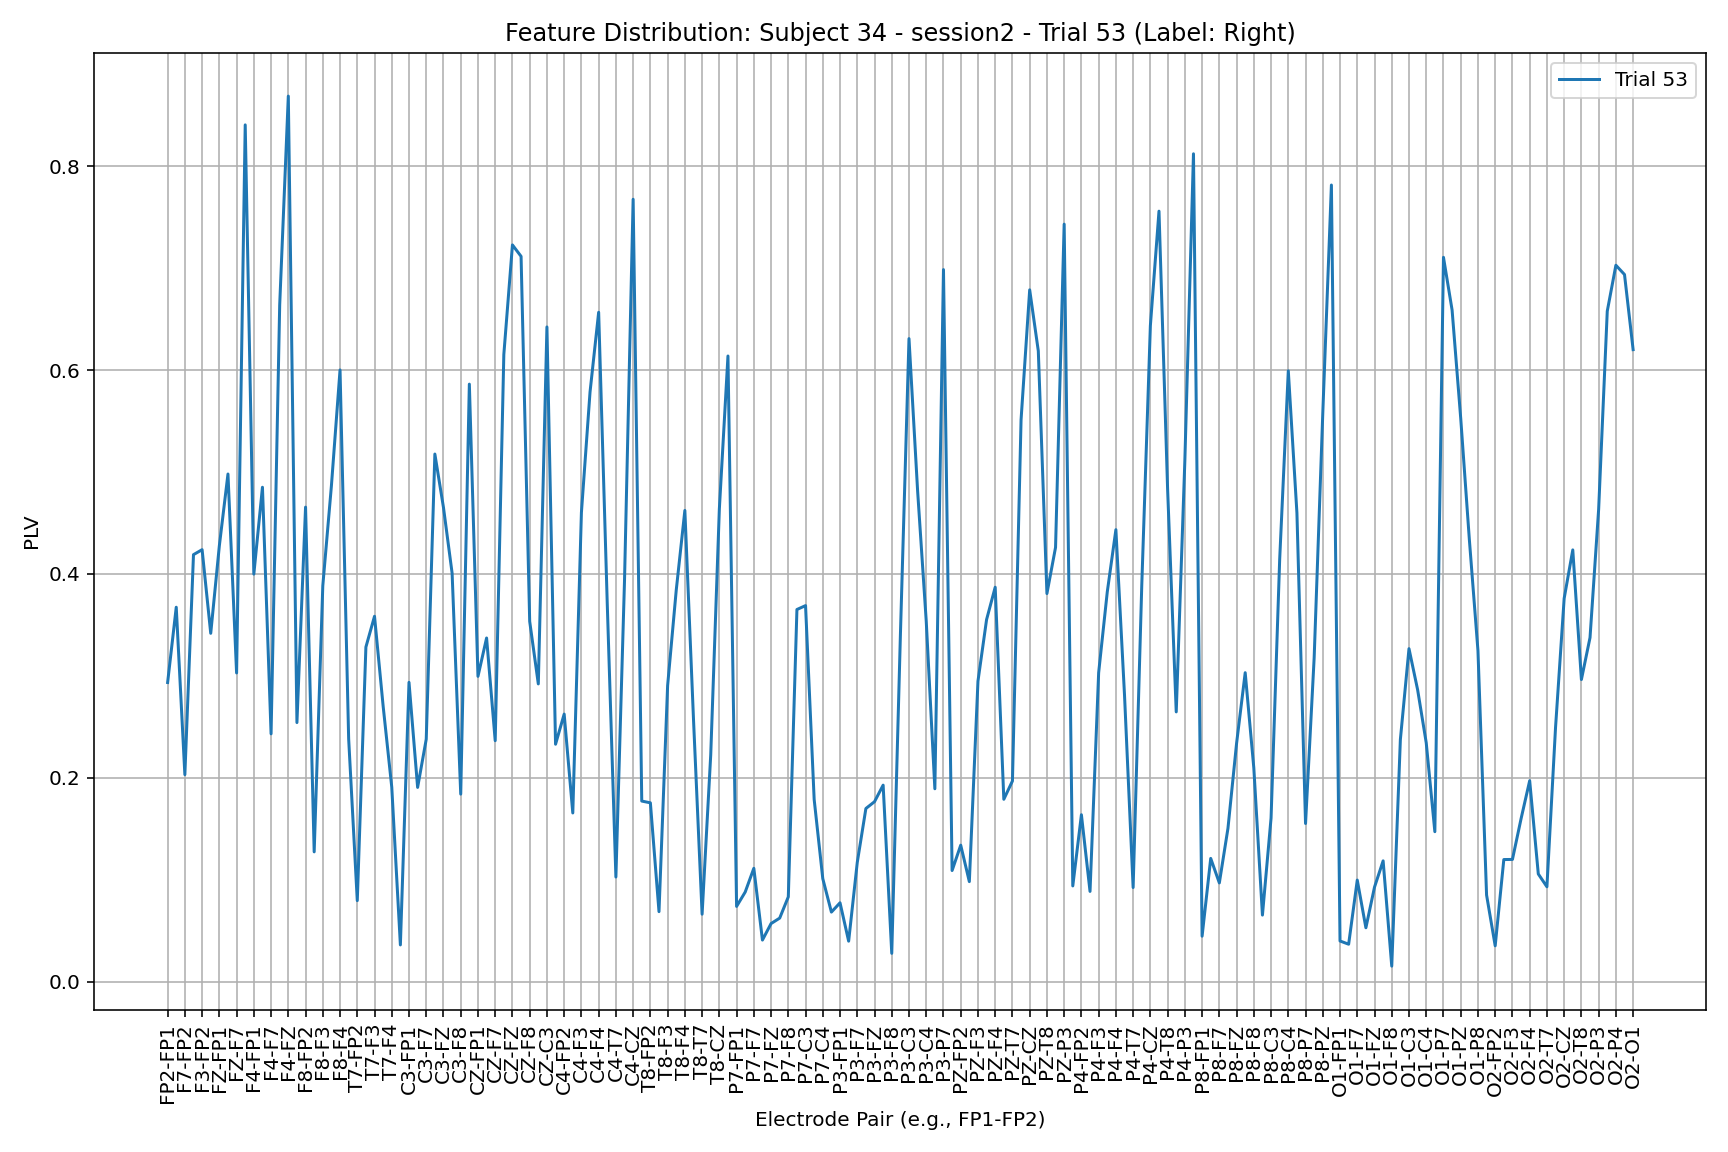 Feature Distribution: Subject 34 - session2 - Trial 53 (Label: Right)
Trial 53
PLV
0.8
0.6
0.4
0.2
0.0
FP2-FP1
F7-FP2
F3-FP2
FZ-FP1
FZ-F7
F4-FP1
F4-F7
F4-FZ
F8-FP2
F8-F3
F8-F4
T7-FP2
T7-F3
T7-F4
C3-FP1
C3-F7
C3-FZ
C3-F8
CZ-FP1
CZ-F7
CZ-FZ
CZ-F8
CZ-C3
C4-FP2
C4-F3
C4-F4
C4-T7
C4-CZ
T8-FP2
T8-F3
T8-F4
T8-T7
T8-CZ
P7-FP1
P7-F7
P7-FZ
P7-F8
P7-C3
P7-C4
P3-FP1
P3-F7
P3-FZ
P3-F8
P3-C3
P3-C4
P3-P7
PZ-FP2
PZ-F3
PZ-F4
PZ-T7
PZ-CZ
PZ-T8
PZ-P3
P4-FP2
P4-F3
P4-F4
P4-T7
P4-CZ
P4-T8
P4-P3
P8-FP1
P8-F7
P8-FZ
P8-F8
P8-C3
P8-C4
P8-P7
P8-PZ
O1-FP1
O1-F7
O1-FZ
O1-F8
O1-C3
O1-C4
O1-P7
O1-PZ
O1-P8
O2-FP2
O2-F3
O2-F4
O2-T7
O2-CZ
O2-T8
O2-P3
O2-P4
O2-O1
Electrode Pair (e.g., FP1-FP2)